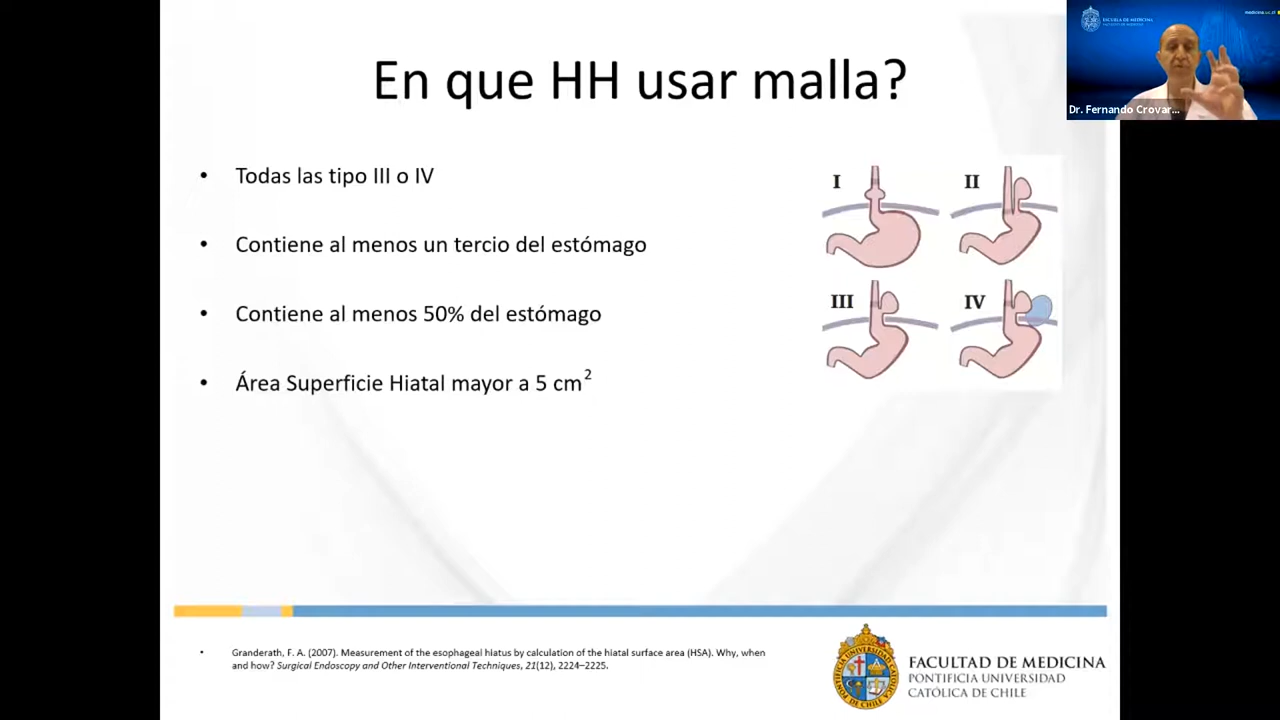 En que HH usar malla?
• Todas las tipo III o IV
• Contiene al menos un tercio del estómago
• Contiene al menos 50% del estómago
• Área Superficie Hiatal mayor a 5 cm²
I
II
III
IV
ESCUELA DE MEDICINA
Dr. Fernando Crovar...
• Granderath, F. A. (2007). Measurement of the esophageal hiatus by calculation of the hiatal surface area (HSA). Why, when
and how? Surgical Endoscopy and Other Interventional Techniques, 21(12), 2224–2225.
FACULTAD DE MEDICINA
PONTIFICIA UNIVERSIDAD
CATÓLICA DE CHILE